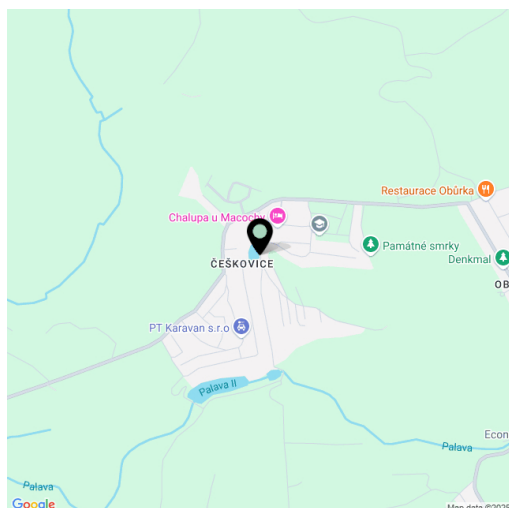 Restaurace Obůrka
Chalupa u Macochy
Památné smrky
Denkmal
ČEŠKOVICE
OB
PT Karavan s.r.o
Palava II
Econ
Palava
Palava
Google
Map data ©2025